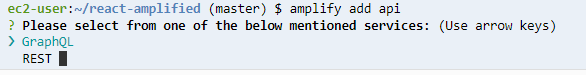 ec2-user:~/react-amplified (master) $ amplify add api
? Please select from one of the below mentioned services: (Use arrow keys)
❯ GraphQL
REST